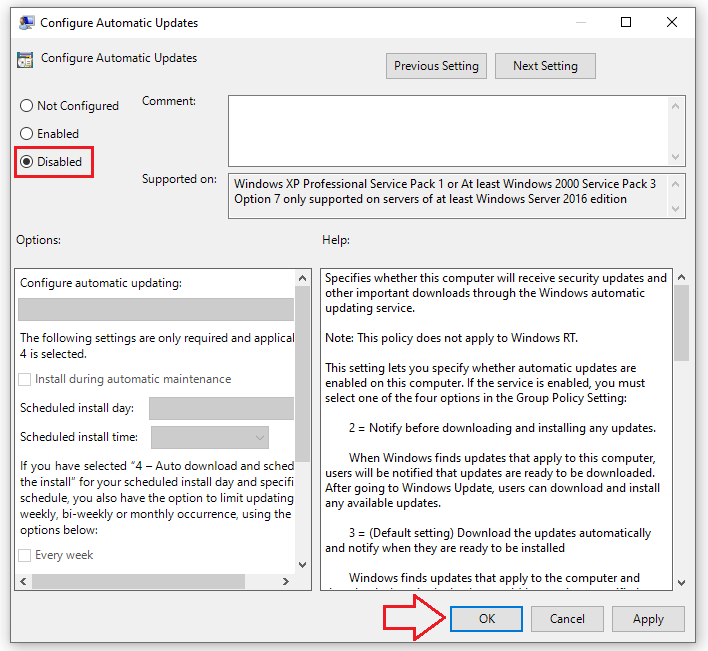 Configure Automatic Updates
Configure Automatic Updates
Previous Setting
Next Setting
Not Configured
Enabled
Disabled
Comment:
Supported on:
Windows XP Professional Service Pack 1 or At least Windows 2000 Service Pack 3
Option 7 only supported on servers of at least Windows Server 2016 edition
Options:
Help:
Configure automatic updating:
The following settings are only required and applical
4 is selected.
Install during automatic maintenance
Scheduled install day:
Scheduled install time:
If you have selected “4 – Auto download and sched
the install” for your scheduled install day and specifi
schedule, you also have the option to limit updating
weekly, bi-weekly or monthly occurrence, using the
options below:
Every week
Specifies whether this computer will receive security updates and
other important downloads through the Windows automatic
updating service.
Note: This policy does not apply to Windows RT.
This setting lets you specify whether automatic updates are
enabled on this computer. If the service is enabled, you must
select one of the four options in the Group Policy Setting:
2 = Notify before downloading and installing any updates.
When Windows finds updates that apply to this computer,
users will be notified that updates are ready to be downloaded.
After going to Windows Update, users can download and install
any available updates.
3 = (Default setting) Download the updates automatically
and notify when they are ready to be installed
Windows finds updates that apply to the computer and
OK
Cancel
Apply